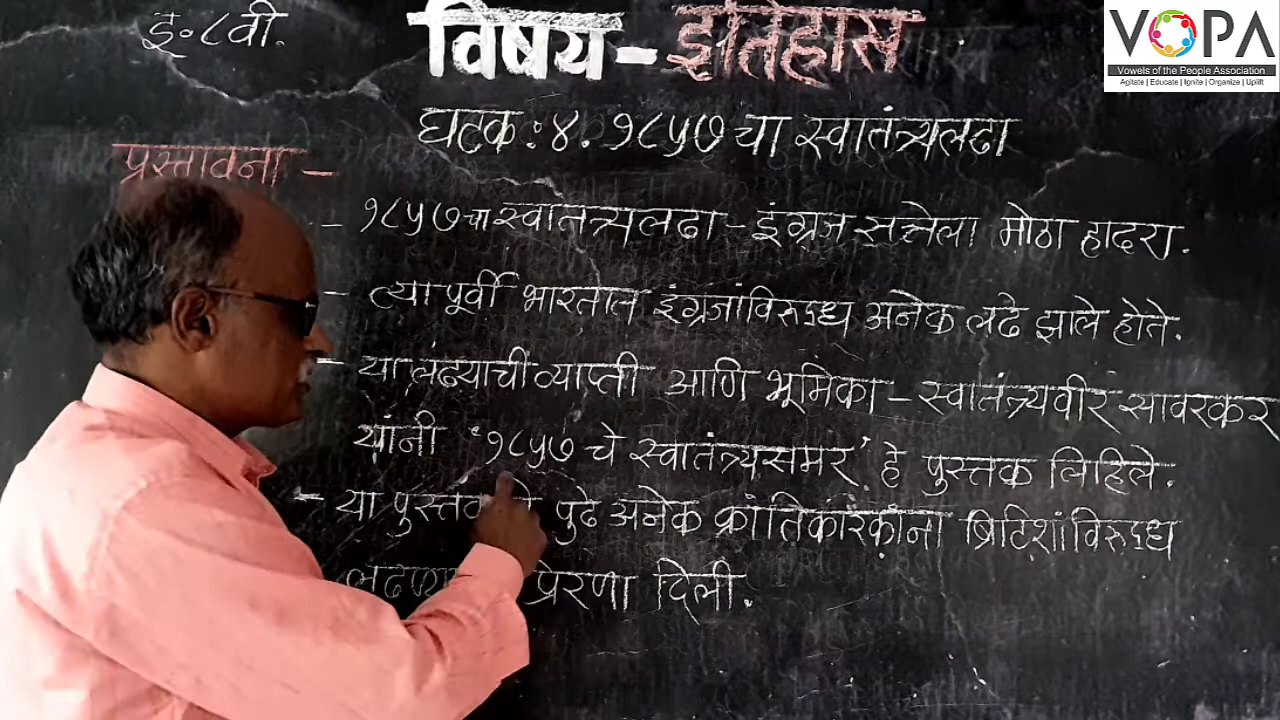 इ. ८वी.
विषय - इतिहास
VOPA
Vowels of the People Association
Agitate | Educate | Ignite | Organize | Uplift
घटक : ४. १८५७ चा स्वातंत्र्यलढा
प्रस्तावना -
- १८५७ चा स्वातंत्र्यलढा - इंग्रज सत्तेला मोठा हादरा.
- त्यापूर्वी भारतात इंग्रजांविरुद्ध अनेक लढे झाले होते.
- या लढ्याची व्याप्ती आणि भूमिका - स्वातंत्र्यवीर सावरकर
यांनी '१८५७ चे स्वातंत्र्यसमर' हे पुस्तक लिहिले.
- या पुढे अनेक क्रांतिकारकांना ब्रिटिशांविरुद्ध
प्रेरणा दिली.